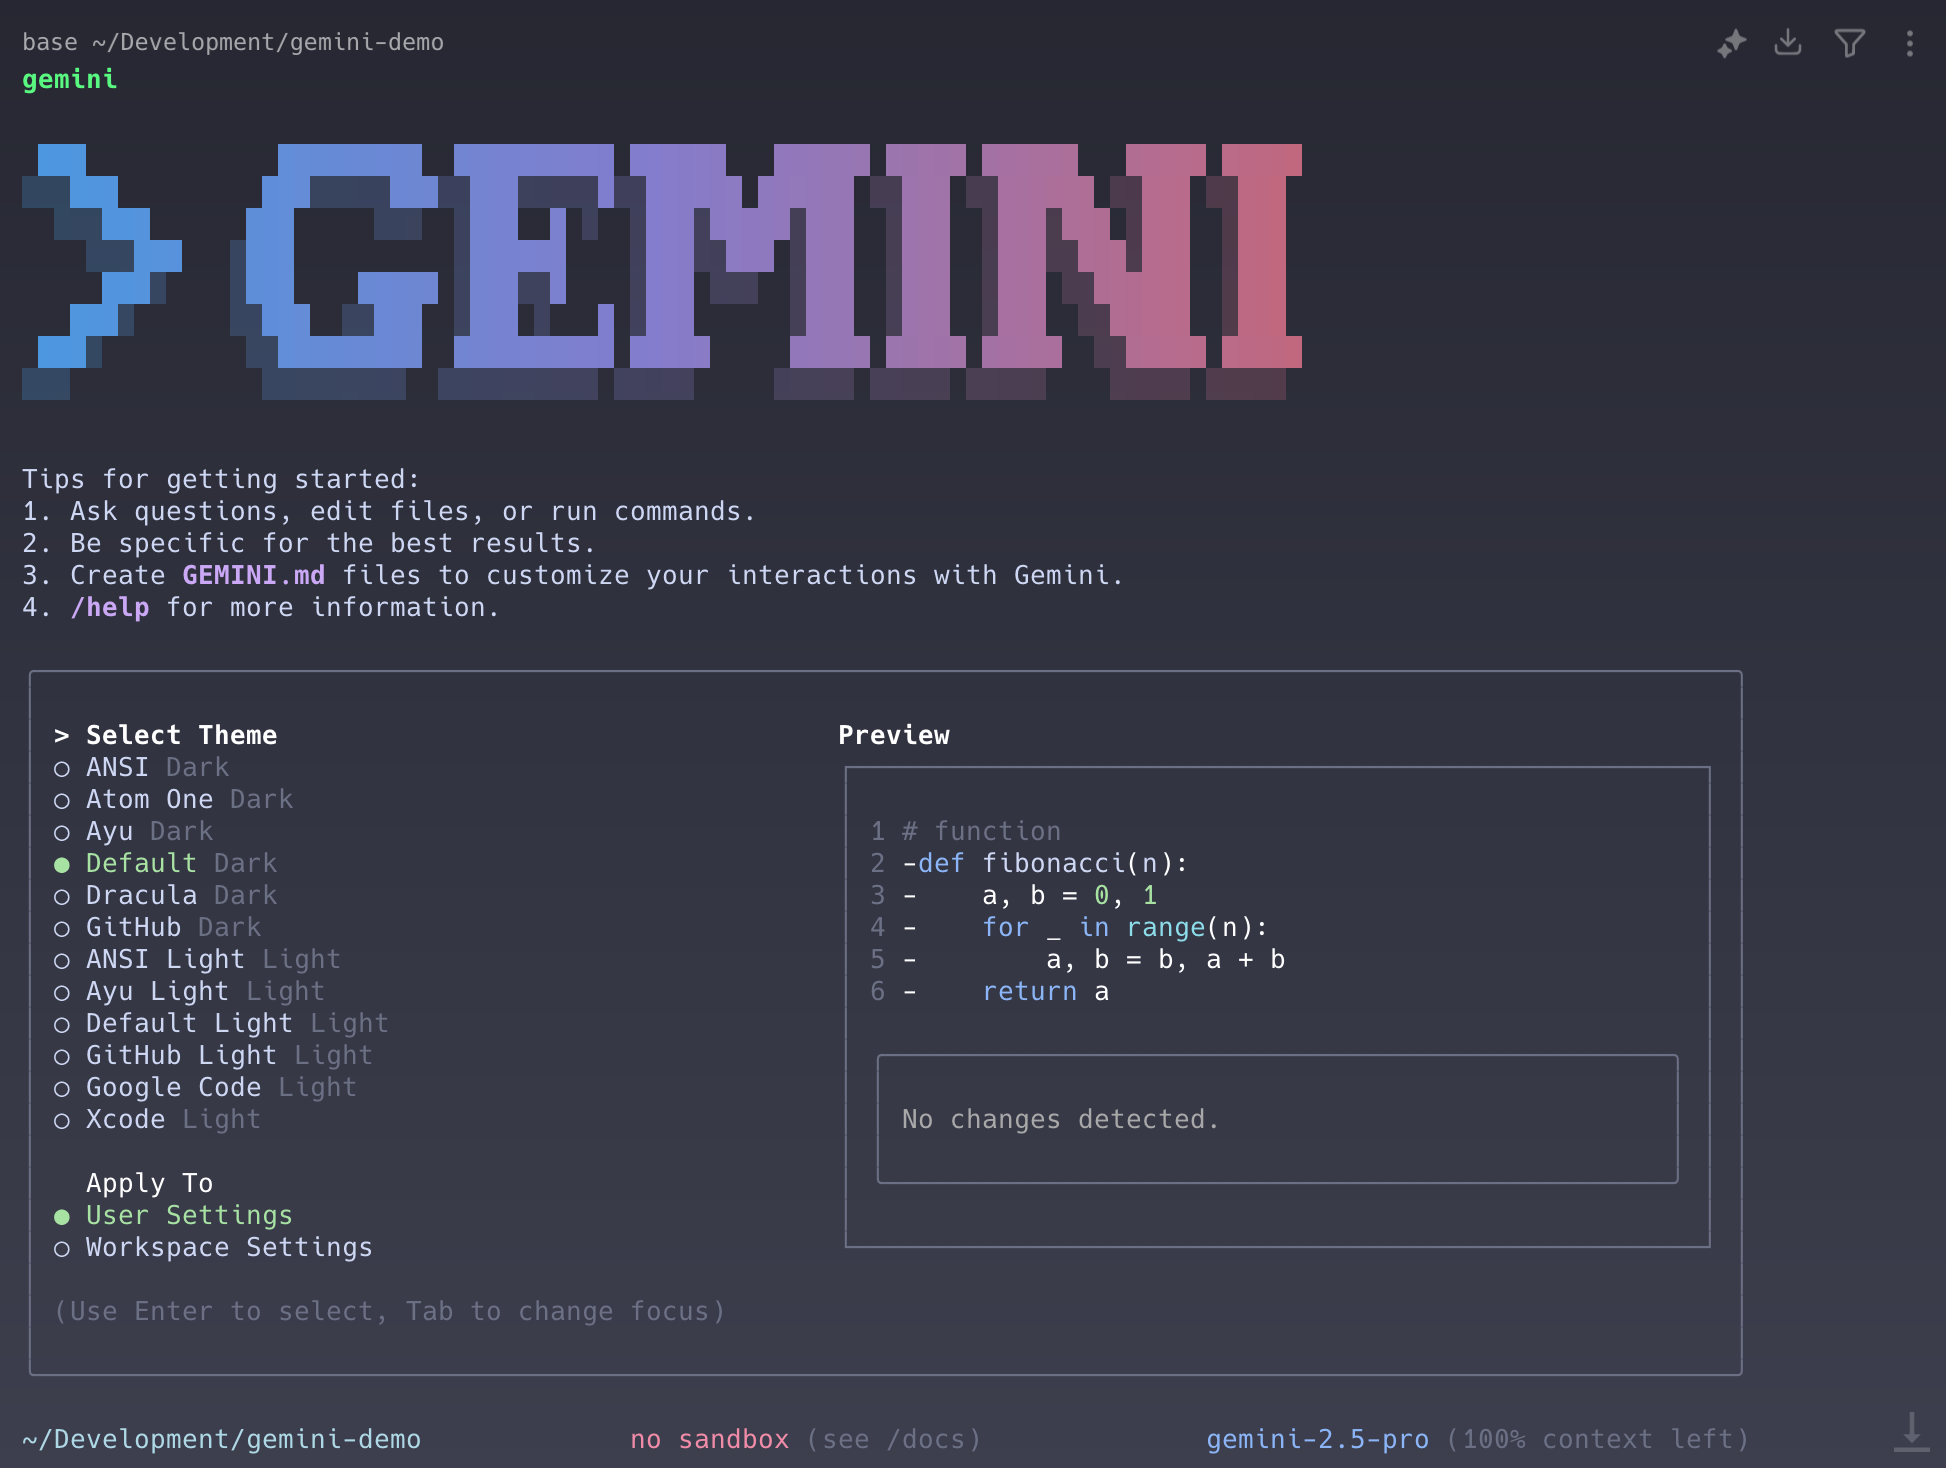 base ~/Development/gemini-demo
gemini
> GEMINI
Tips for getting started:
1. Ask questions, edit files, or run commands.
2. Be specific for the best results.
3. Create GEMINI.md files to customize your interactions with Gemini.
4. /help for more information.
> Select Theme
○ ANSI Dark
○ Atom One Dark
○ Ayu Dark
● Default Dark
○ Dracula Dark
○ GitHub Dark
○ ANSI Light Light
○ Ayu Light Light
○ Default Light Light
○ GitHub Light Light
○ Google Code Light
○ Xcode Light
Apply To
● User Settings
○ Workspace Settings
(Use Enter to select, Tab to change focus)
Preview
1 # function
2 -def fibonacci(n):
3 -    a, b = 0, 1
4 -    for _ in range(n):
5 -        a, b = b, a + b
6 -    return a
No changes detected.
~/Development/gemini-demo
no sandbox (see /docs)
gemini-2.5-pro (100% context left)